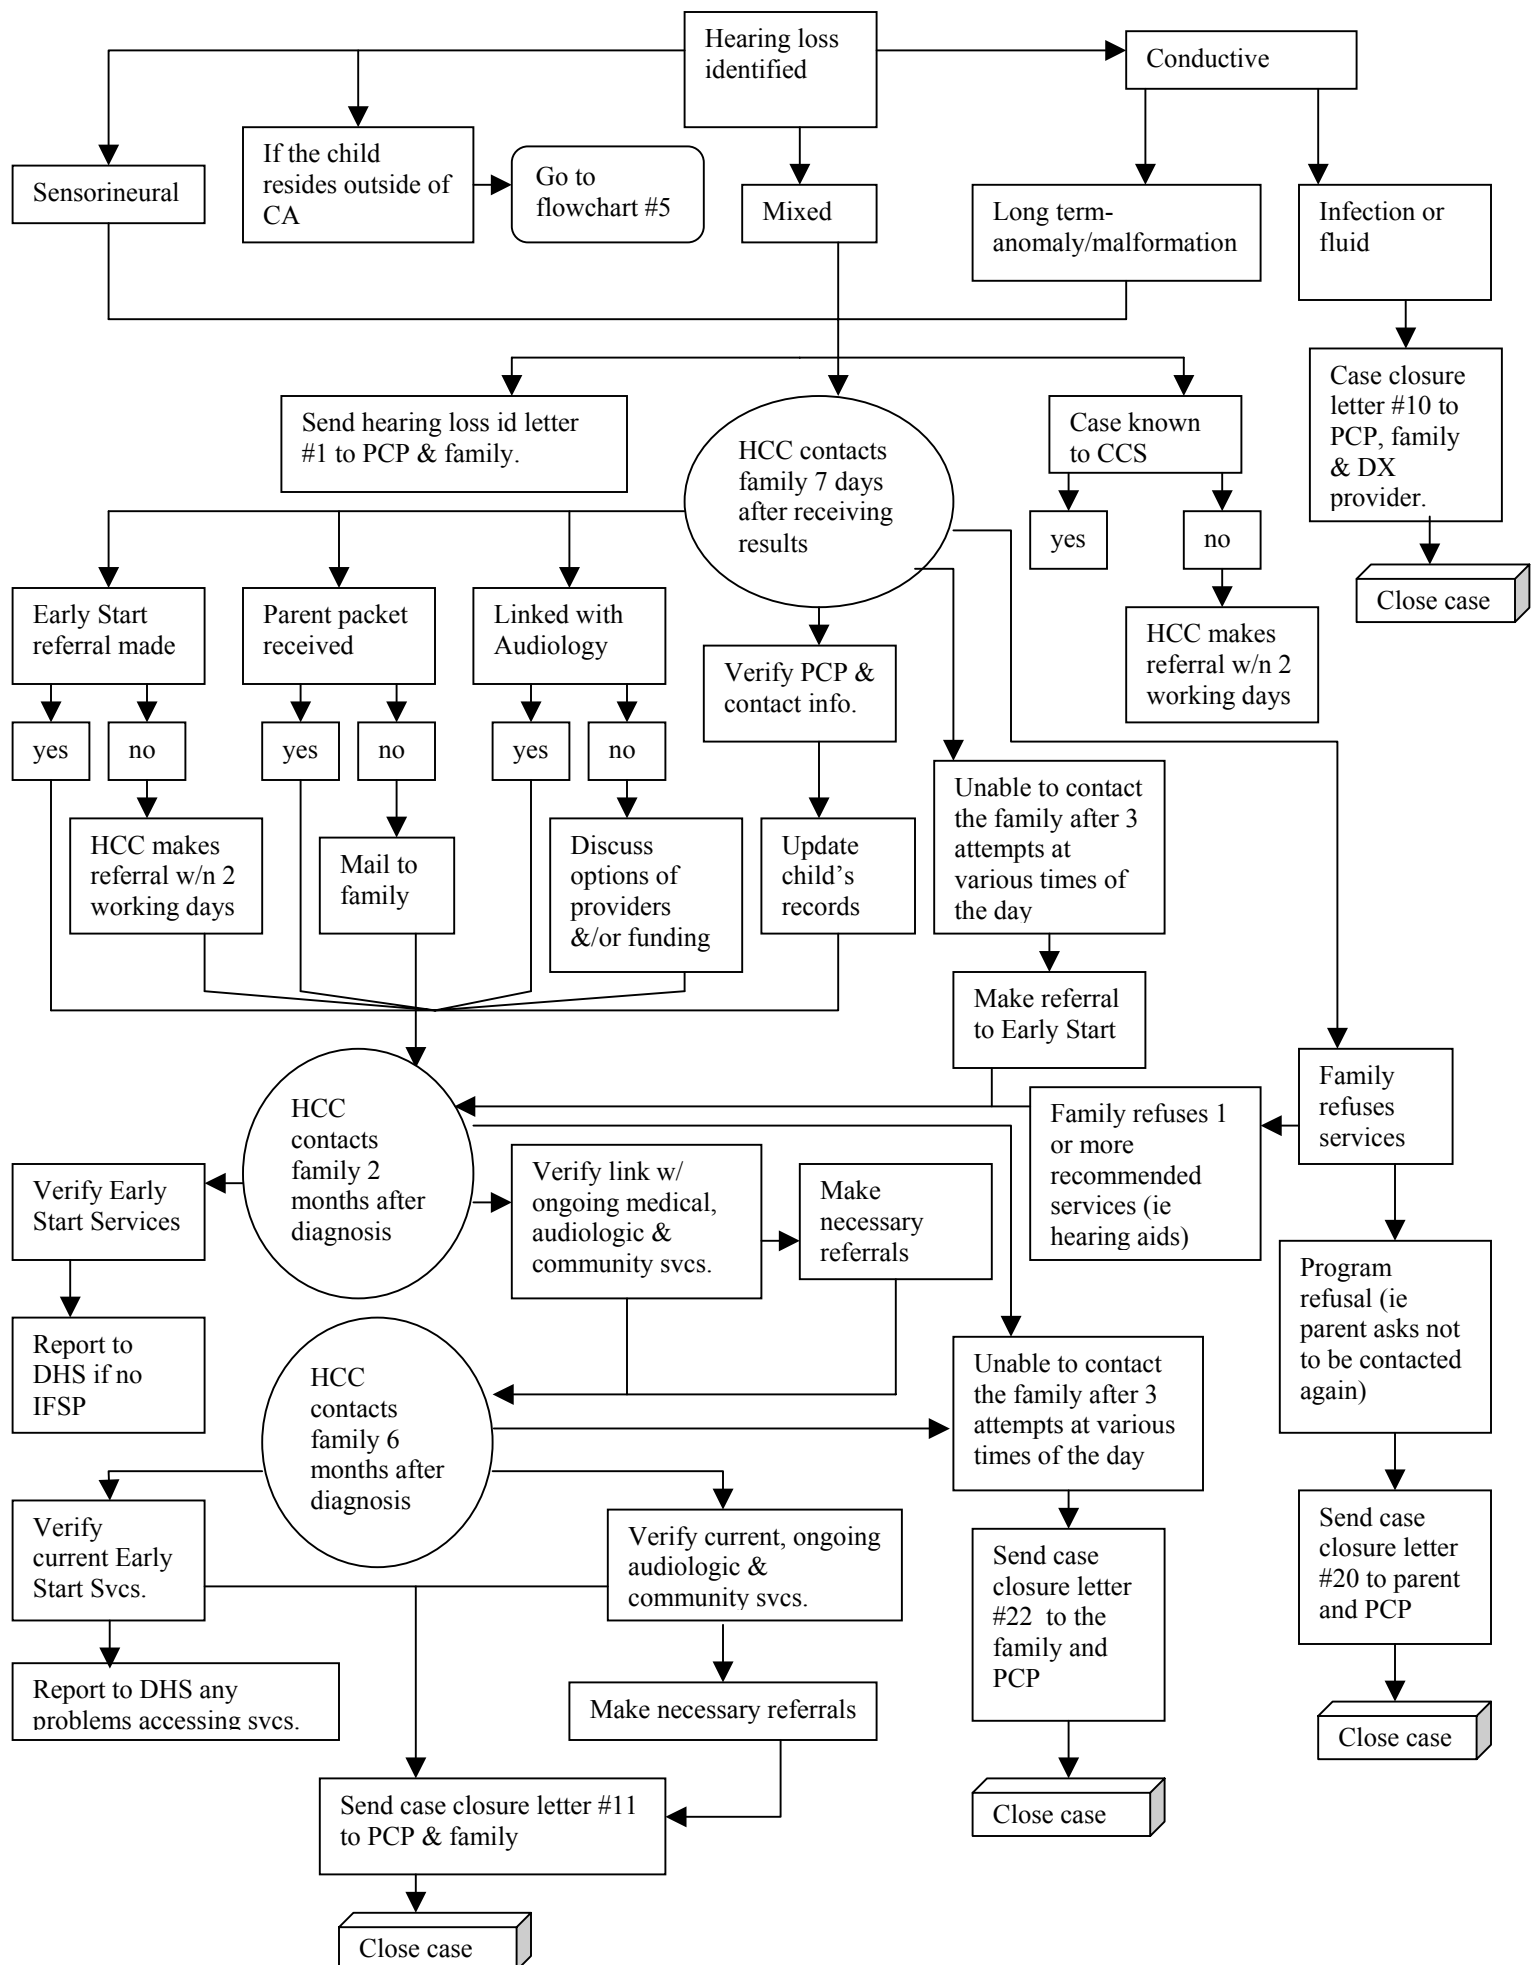 Hearing loss
identified
Conductive
Sensorineural
If the child
resides outside of
CA
Go to
flowchart #5
Mixed
Long term-
anomaly/malformation
Infection or
fluid
Send hearing loss id letter
#1 to PCP & family.
HCC contacts
family 7 days
after receiving
results
Case known
to CCS
Case closure
letter #10 to
PCP, family
& DX
provider.
yes
no
Close case
Early Start
referral made
Parent packet
received
Linked with
Audiology
Verify PCP &
contact info.
HCC makes
referral w/n 2
working days
yes
no
yes
no
yes
no
HCC makes
referral w/n 2
working days
Mail to
family
Discuss
options of
providers
&/or funding
Update
child's
records
Unable to contact
the family after 3
attempts at
various times of
the day
Make referral
to Early Start
HCC
contacts
family 2
months after
diagnosis
Family
refuses
services
Family refuses 1
or more
recommended
services (ie
hearing aids)
Verify Early
Start Services
Verify link w/
ongoing medical,
audiologic &
community svcs.
Make
necessary
referrals
Program
refusal (ie
parent asks not
to be contacted
again)
Report to
DHS if no
IFSP
HCC
contacts
family 6
months after
diagnosis
Unable to contact
the family after 3
attempts at various
times of the day
Verify
current Early
Start Svcs.
Verify current, ongoing
audiologic &
community svcs.
Send case
closure letter
#22 to the
family and
PCP
Send case
closure letter
#20 to parent
and PCP
Report to DHS any
problems accessing svcs.
Make necessary referrals
Close case
Send case closure letter #11
to PCP & family
Close case
Close case